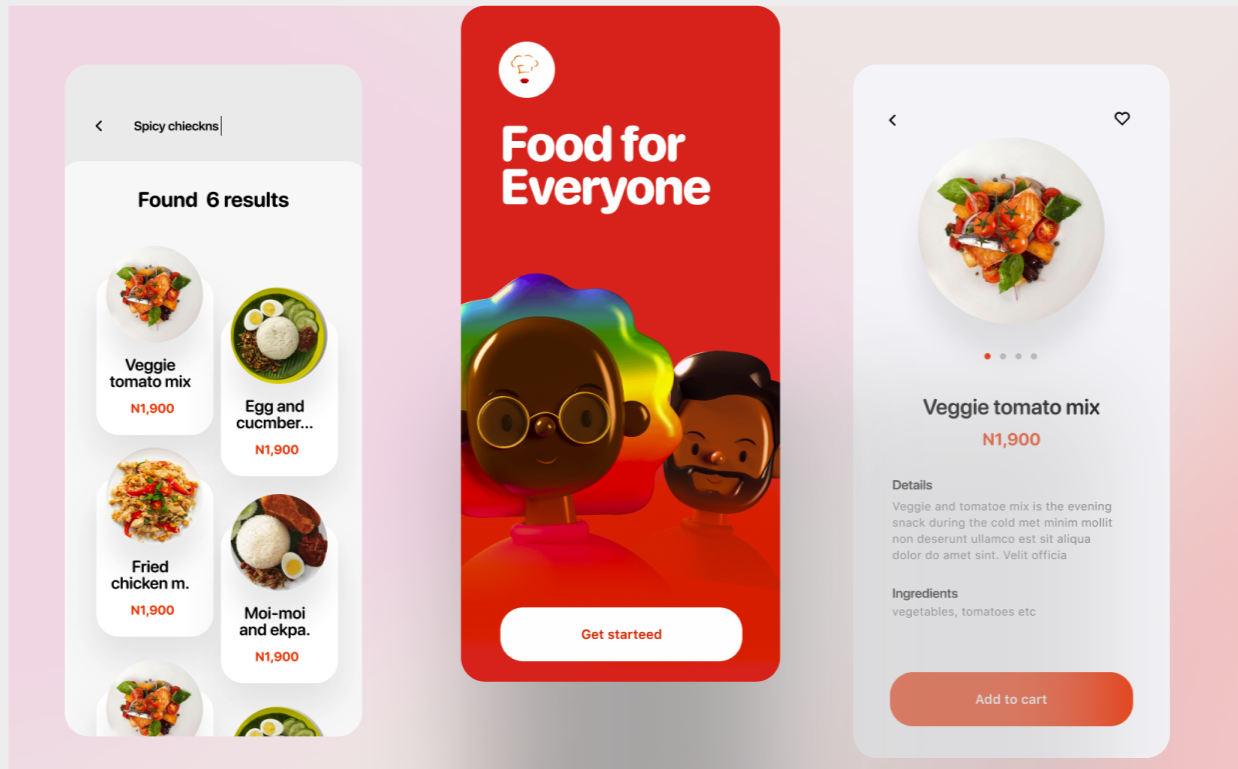 Spicy chieckns
Found 6 results
Veggie
tomato mix
N1,900
Egg and
cucmber...
N1,900
Fried
chicken m.
N1,900
Moi-moi
and ekpa.
N1,900
Food for
Everyone
Get starteed
Veggie tomato mix
N1,900
Details
Veggie and tomatoe mix is the evening
snack during the cold met minim mollit
non deserunt ullamco est sit aliqua
dolor do amet sint. Velit officia
Ingredients
vegetables, tomatoes etc
Add to cart